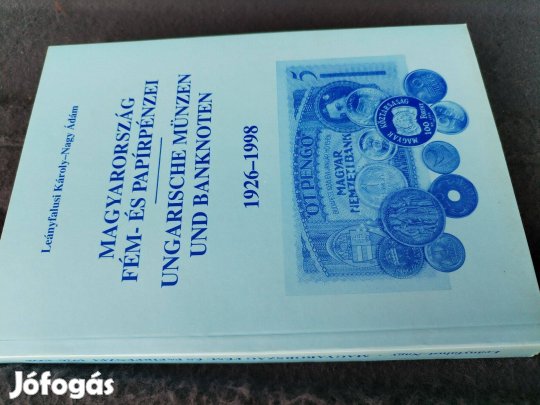 Leányfalusi Károly–Nagy Ádám
MAGYARORSZÁG
FÉM- ÉS PAPÍRPÉNZEI
UNGARISCHE MÜNZEN
UND BANKNOTEN
1926–1998
5
ÖT PENGŐ
MAGYAR
NEMZETI BANK
MAGYAR NÉPKÖZTÁRSASÁG
100 Forint
Jófogás